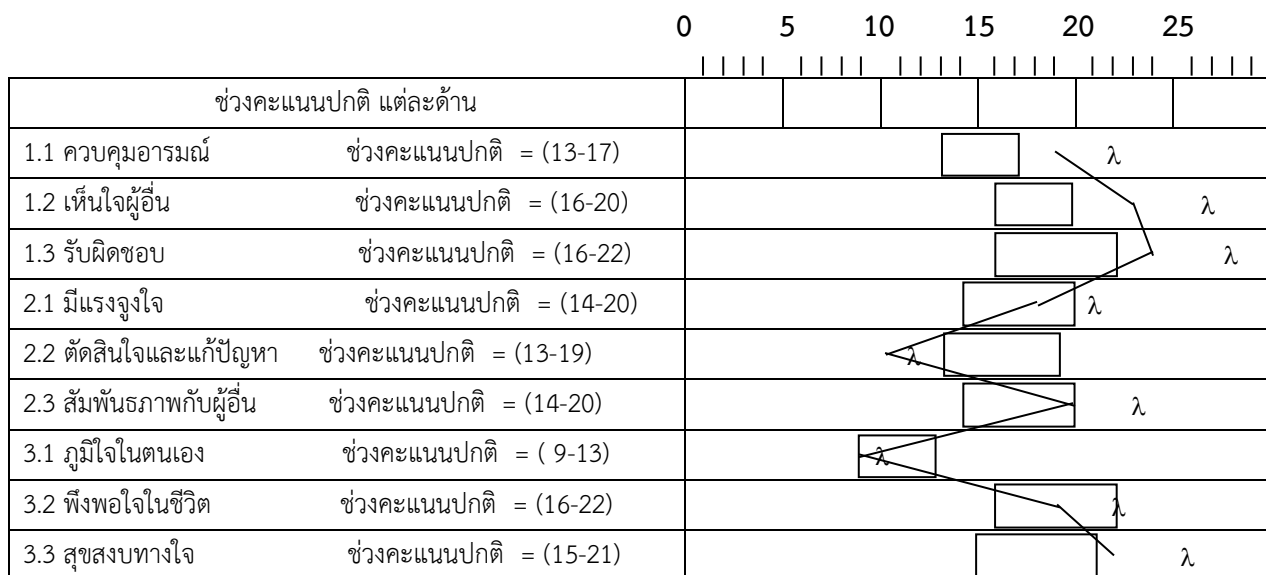 0 5 10 15 20 25
ช่วงคะแนนปกติ แต่ละด้าน
1.1 ควบคุมอารมณ์ ช่วงคะแนนปกติ = (13-17) λ
1.2 เห็นใจผู้อื่น ช่วงคะแนนปกติ = (16-20) λ
1.3 รับผิดชอบ ช่วงคะแนนปกติ = (16-22) λ
2.1 มีแรงจูงใจ ช่วงคะแนนปกติ = (14-20) λ
2.2 ตัดสินใจและแก้ปัญหา ช่วงคะแนนปกติ = (13-19) λ
2.3 สัมพันธภาพกับผู้อื่น ช่วงคะแนนปกติ = (14-20) λ
3.1 ภูมิใจในตนเอง ช่วงคะแนนปกติ = ( 9-13) λ
3.2 พึงพอใจในชีวิต ช่วงคะแนนปกติ = (16-22) λ
3.3 สุขสงบทางใจ ช่วงคะแนนปกติ = (15-21) λ